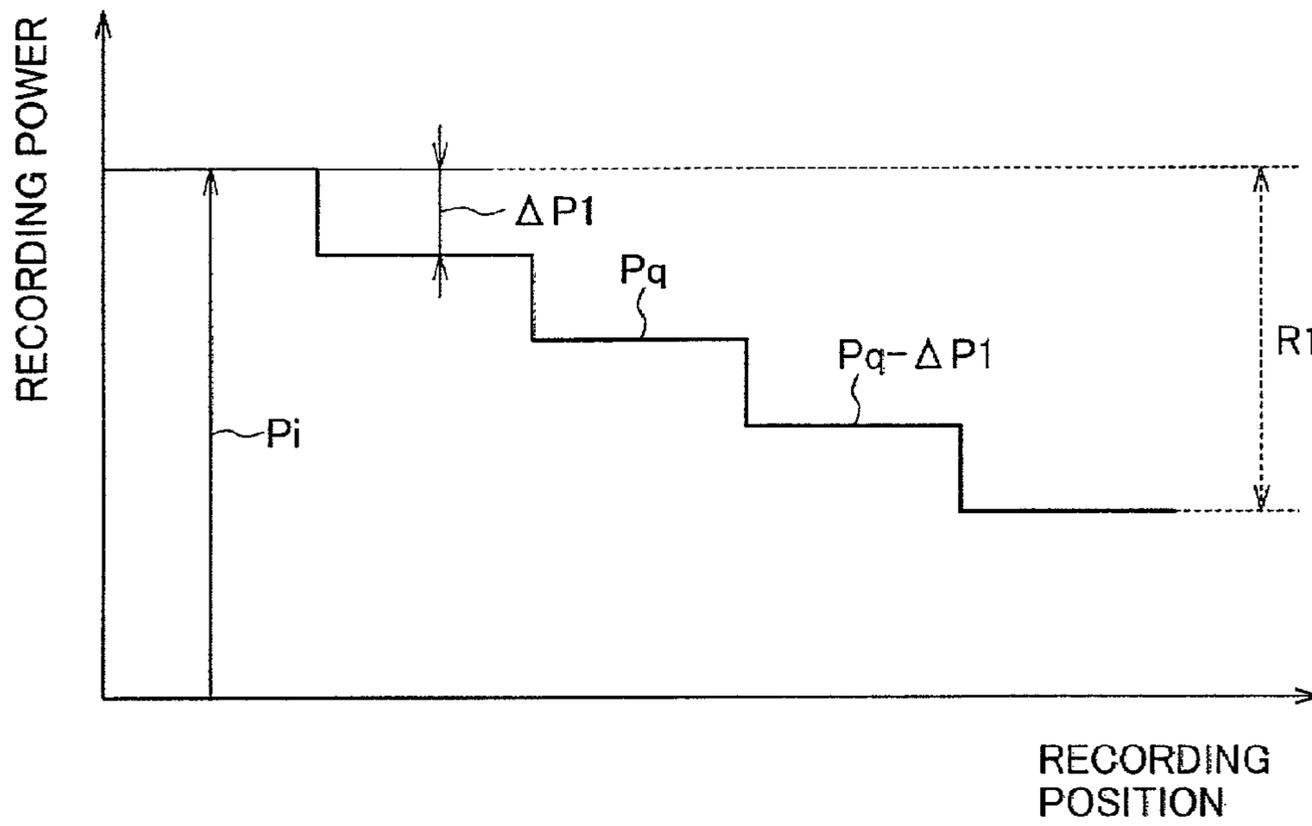 RECORDING POWER
ΔP1
Pq
Pq-ΔP1
R1
Pi
RECORDING
POSITION